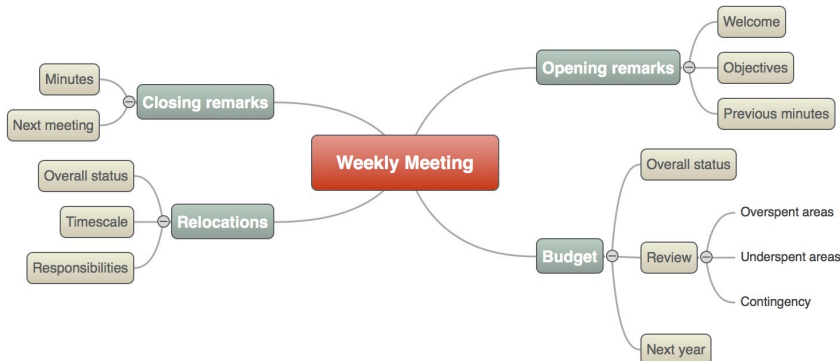 Weekly Meeting
Opening remarks
Welcome
Objectives
Previous minutes
Budget
Overall status
Review
Overspent areas
Underspent areas
Contingency
Next year
Relocations
Overall status
Timescale
Responsibilities
Closing remarks
Minutes
Next meeting